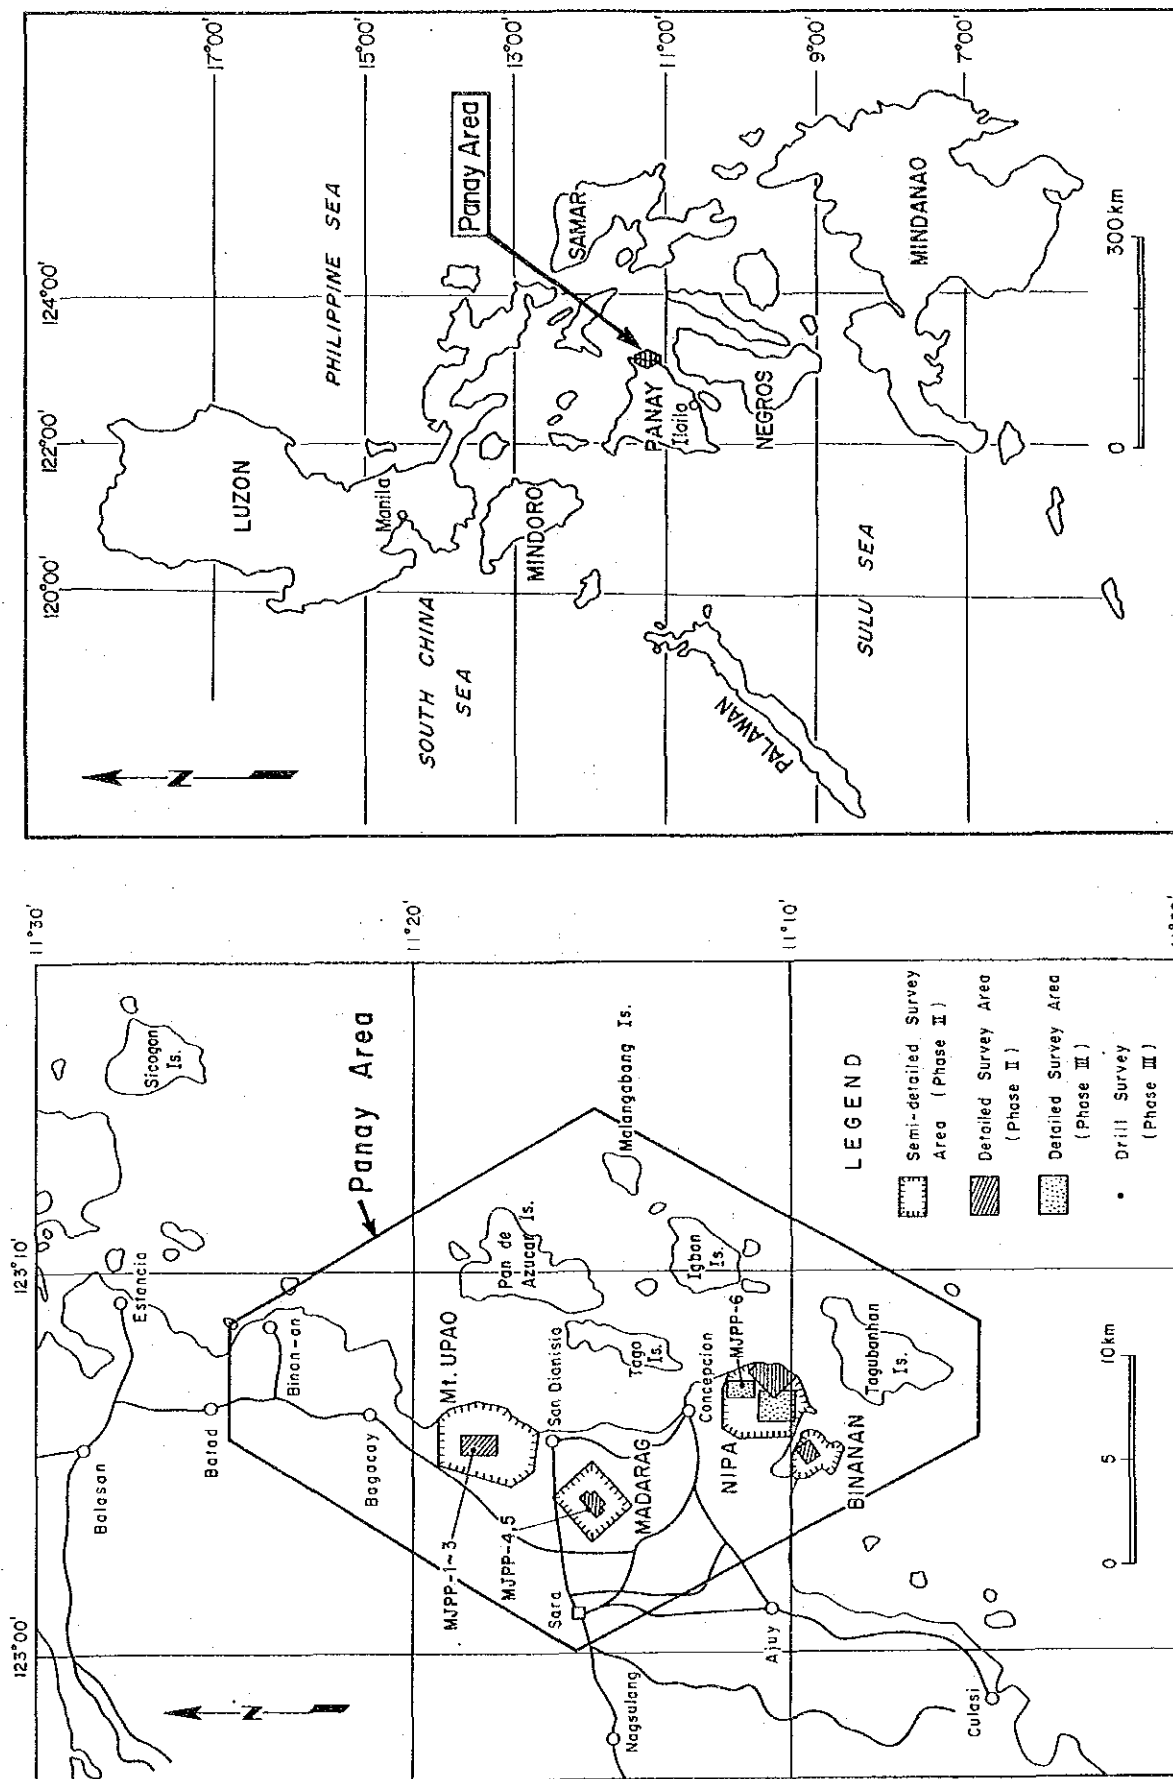 120°00'
122°00'
124°00'
17°00'
15°00'
13°00'
11°00'
9°00'
7°00'
N
PHILIPPINE SEA
LUZON
Manila
SOUTH CHINA
SEA
MINDORO
Panay Area
SAMAR
PANAY
Iloilo
NEGROS
PALAWAN
SULU SEA
MINDANAO
0
300km
123°00'
123°10'
11°30'
11°20'
11°10'
N
Balasan
Estancia
Sicogon
Is.
Batad
Binan-an
Bagacay
Panay Area
Mt. UPAO
MJPP-1~3
MJPP-4,5
Pan de
Azucar Is.
Malangabang Is.
San Dianisia
Sara
MADARAG
Tago
Is.
Igbon
Is.
Nagsulang
Concepcion
MJPP-6
NIPA
Ajuy
BINANAN
Tagubanhan
Is.
Culasi
LEGEND
Semi-detailed Survey
Area (Phase II)
Detailed Survey Area
(Phase II)
Detailed Survey Area
(Phase III)
Drill Survey
(Phase III)
0
5
10km